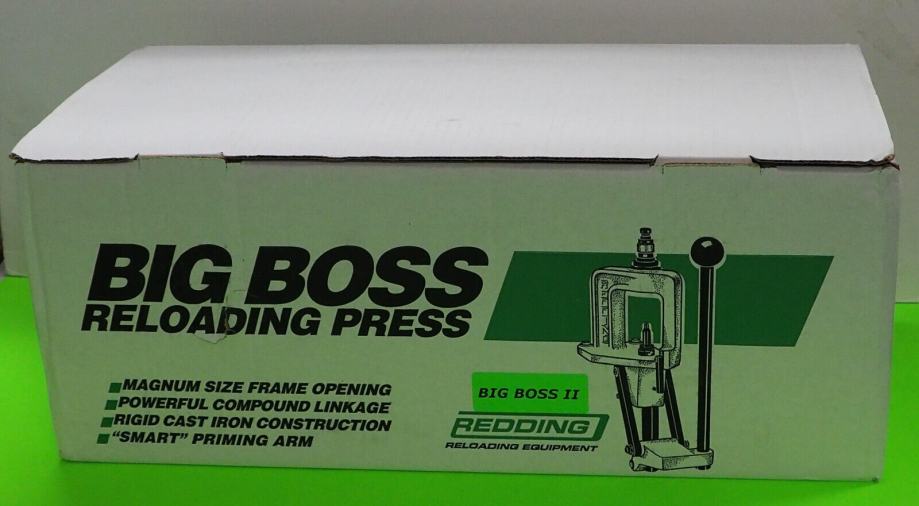 BIG BOSS
RELOADING PRESS
MAGNUM SIZE FRAME OPENING
POWERFUL COMPOUND LINKAGE
RIGID CAST IRON CONSTRUCTION
"SMART" PRIMING ARM
BIG BOSS II
REDDING
RELOADING EQUIPMENT
REDDING